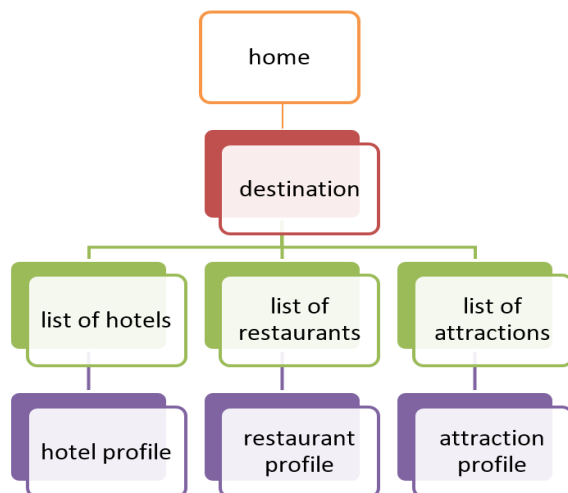 home
destination
list of hotels
list of
restaurants
list of
attractions
hotel profile
restaurant
profile
attraction
profile